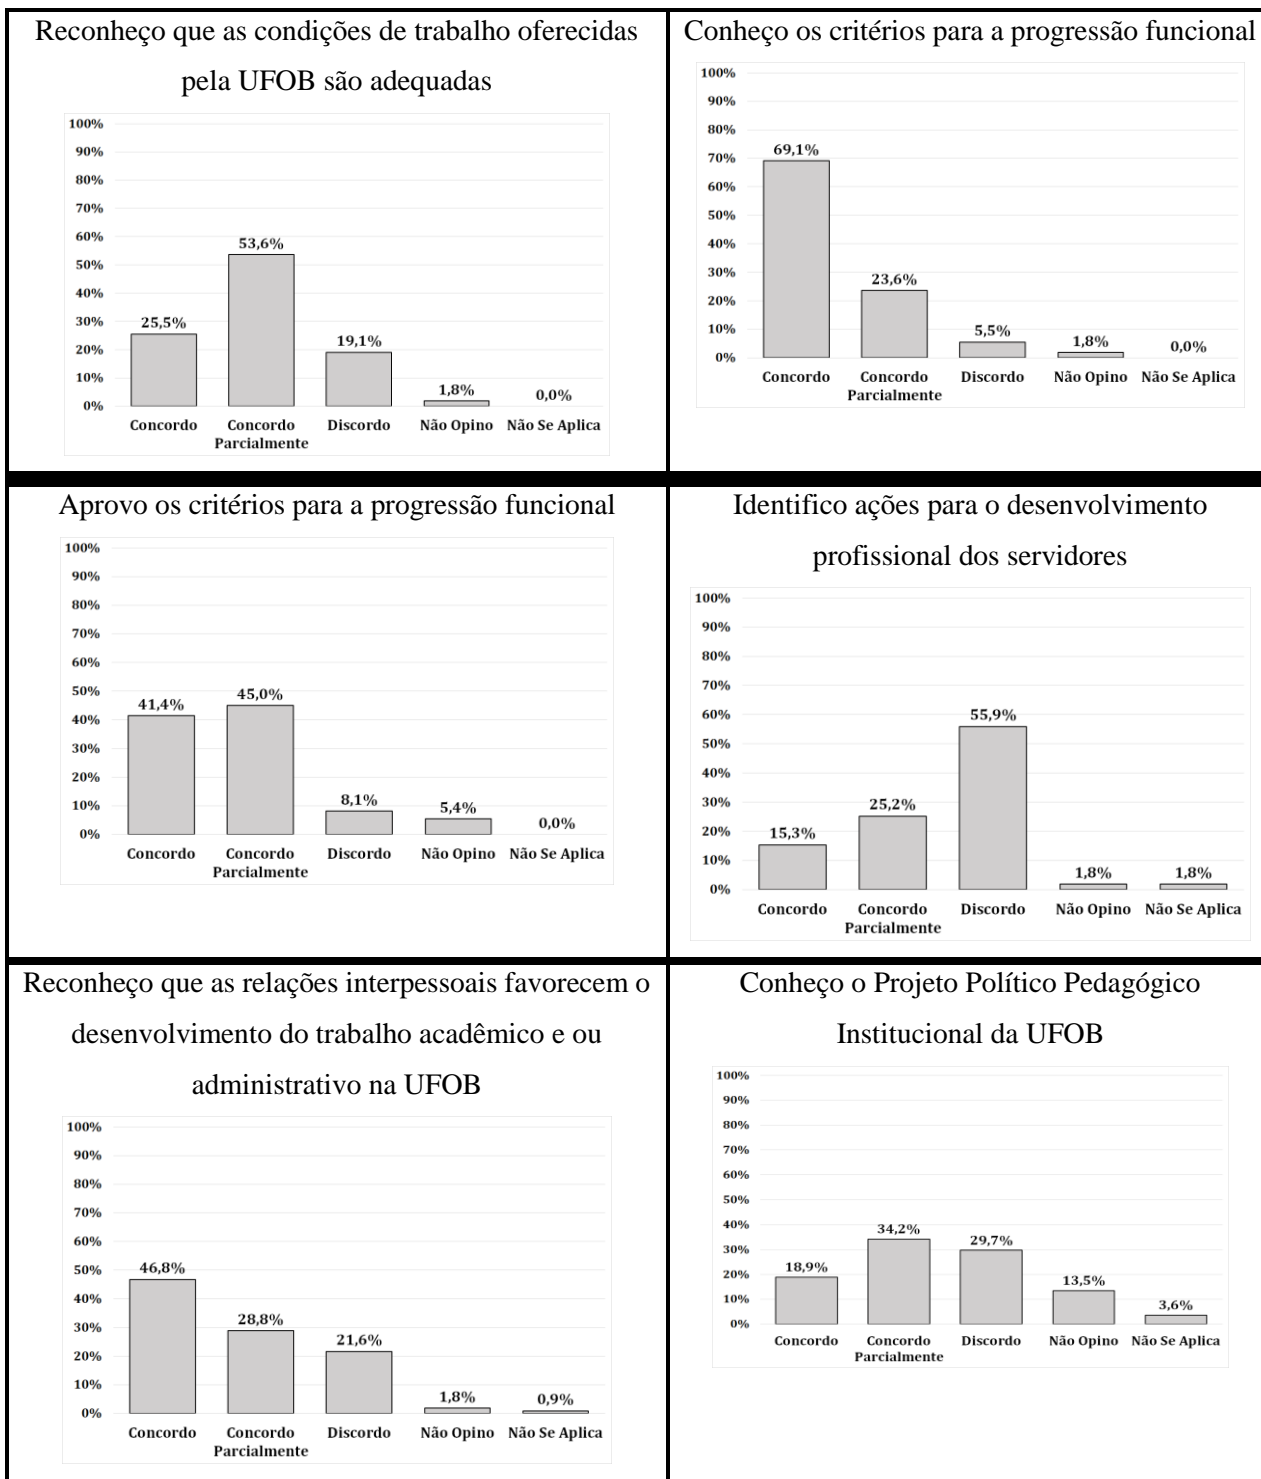 Reconheço que as condições de trabalho oferecidas
pela UFOB são adequadas
100%
90%
80%
70%
60%
50%
40%
30%
20%
10%
0%
25,5%
53,6%
19,1%
1,8%
0,0%
Concordo
Concordo
Parcialmente
Discordo
Não Opino
Não Se Aplica
Conheço os critérios para a progressão funcional
100%
90%
80%
70%
60%
50%
40%
30%
20%
10%
0%
69,1%
23,6%
5,5%
1,8%
0,0%
Concordo
Concordo
Parcialmente
Discordo
Não Opino
Não Se Aplica
Aprovo os critérios para a progressão funcional
100%
90%
80%
70%
60%
50%
40%
30%
20%
10%
0%
41,4%
45,0%
8,1%
5,4%
0,0%
Concordo
Concordo
Parcialmente
Discordo
Não Opino
Não Se Aplica
Identifico ações para o desenvolvimento
profissional dos servidores
100%
90%
80%
70%
60%
50%
40%
30%
20%
10%
0%
15,3%
25,2%
55,9%
1,8%
1,8%
Concordo
Concordo
Parcialmente
Discordo
Não Opino
Não Se Aplica
Reconheço que as relações interpessoais favorecem o
desenvolvimento do trabalho acadêmico e ou
administrativo na UFOB
100%
90%
80%
70%
60%
50%
40%
30%
20%
10%
0%
46,8%
28,8%
21,6%
1,8%
0,9%
Concordo
Concordo
Parcialmente
Discordo
Não Opino
Não Se Aplica
Conheço o Projeto Político Pedagógico
Institucional da UFOB
100%
90%
80%
70%
60%
50%
40%
30%
20%
10%
0%
18,9%
34,2%
29,7%
13,5%
3,6%
Concordo
Concordo
Parcialmente
Discordo
Não Opino
Não Se Aplica